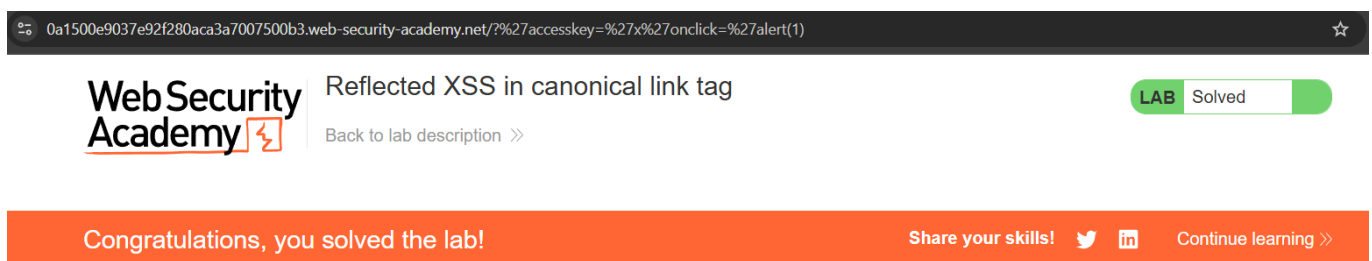 0a1500e9037e92f280aca3a7007500b3.web-security-academy.net/?%27accesskey=%27x%27onclick=%27alert(1)
Web Security
Academy
Reflected XSS in canonical link tag
Back to lab description
LAB Solved
Congratulations, you solved the lab!
Share your skills!
Continue learning